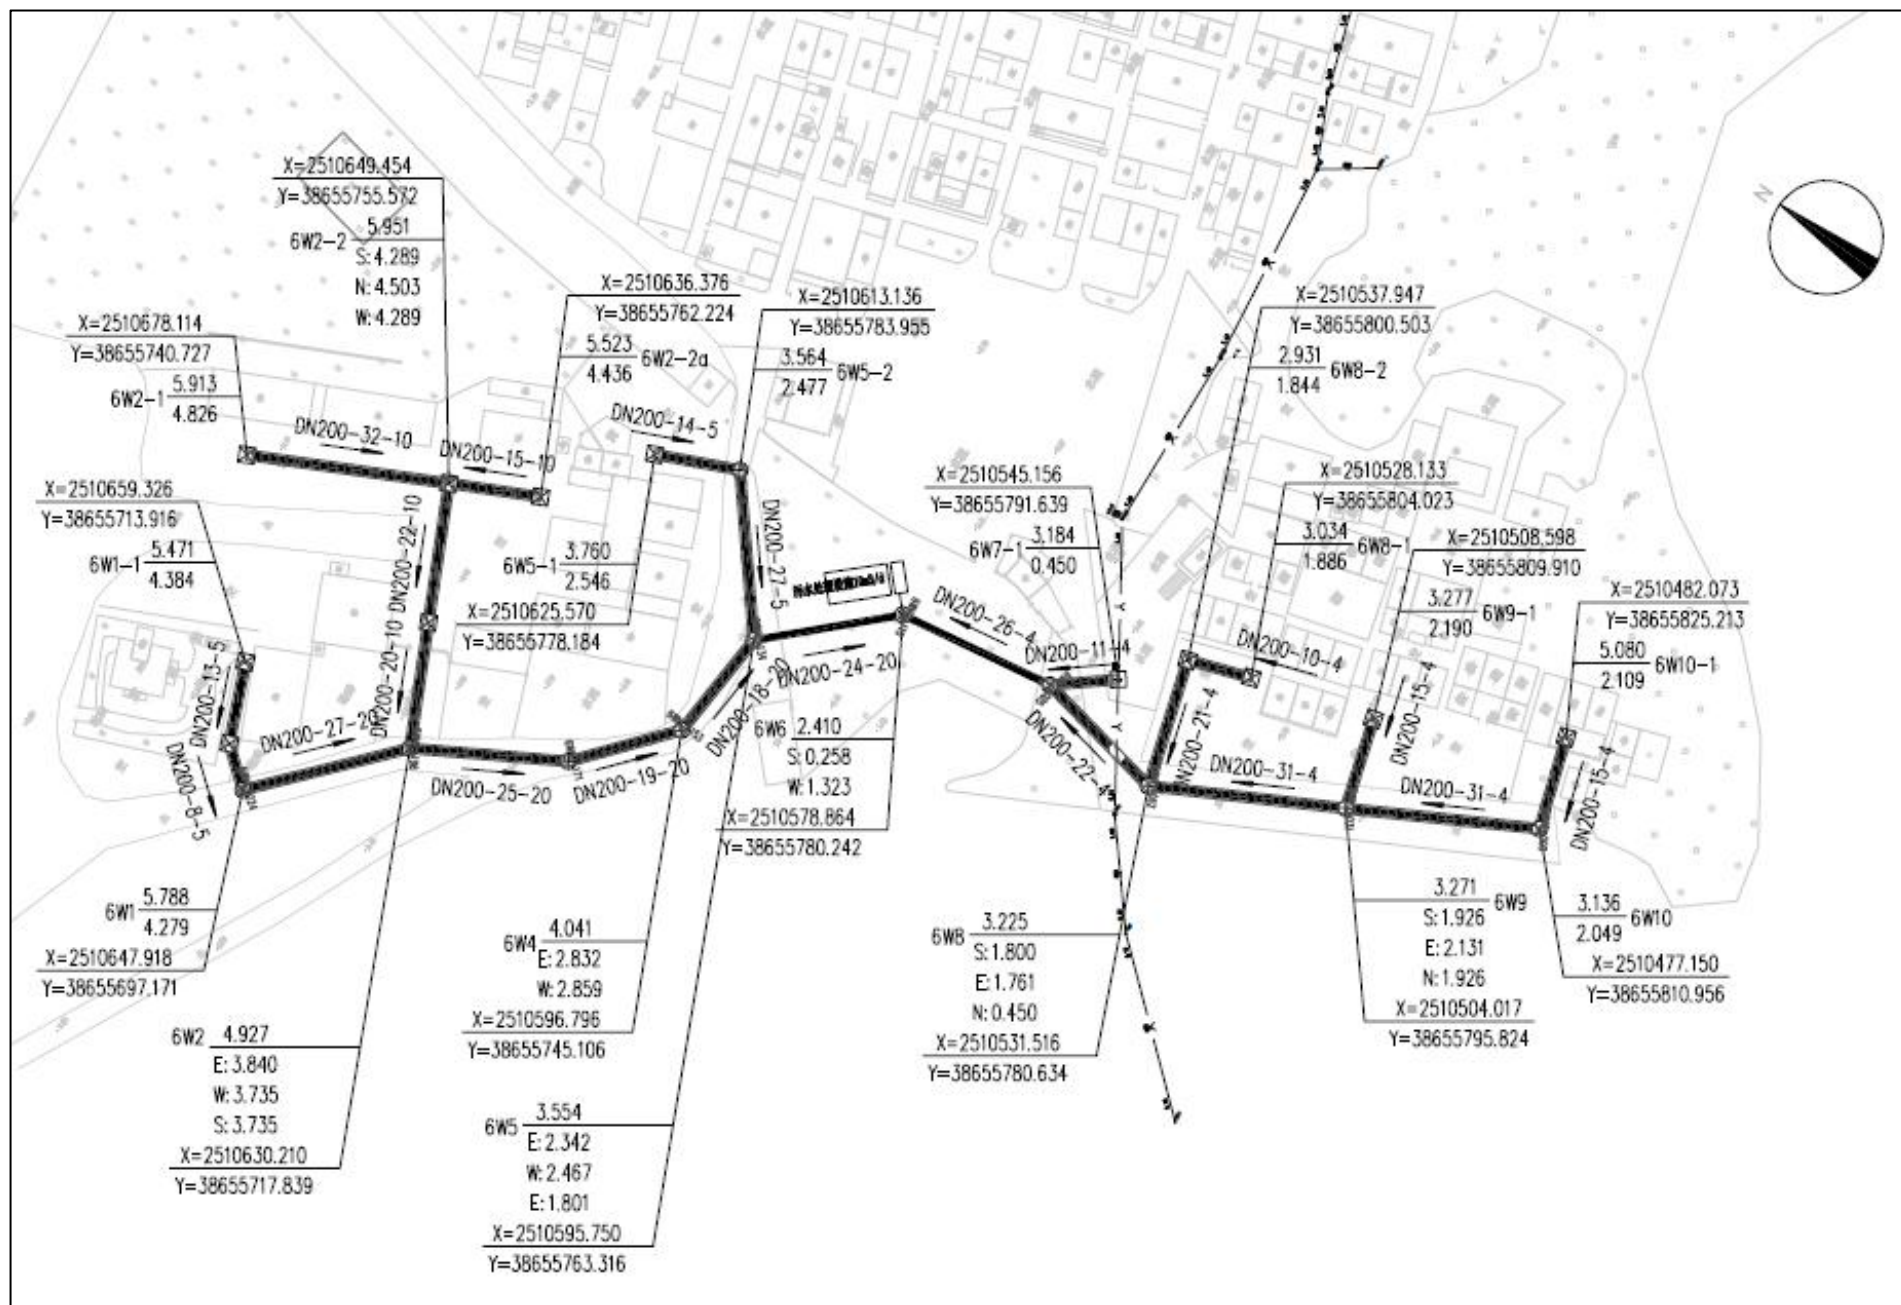 X=2510649.454
Y=38655755.572
6W2-2
5.951
S:4.289
N:4.503
W:4.289
N
X=2510636.376
Y=38655762.224
5.523
6W2-2a
4.436
X=2510613.136
Y=38655783.955
3.564
6W5-2
2.477
X=2510537.947
Y=38655800.503
2.931
6W8-2
1.844
X=2510678.114
Y=38655740.727
5.913
6W2-1
4.826
DN200-32-10
DN200-15-10
DN200-14-5
X=2510659.326
Y=38655713.916
5.471
6W1-1
4.384
DN200-22-10
DN200-20-10
DN200-27-5
3.760
6W5-1
2.546
X=2510625.570
Y=38655778.184
X=2510545.156
Y=38655791.639
3.184
6W7-1
0.450
X=2510528.133
Y=38655804.023
3.034
6W8-1
1.886
X=2510508.598
Y=38655809.910
3.277
6W9-1
2.190
X=2510482.073
Y=38655825.213
5.080
6W10-1
2.109
DN200-26-4
DN200-11-4
DN200-10-4
DN200-15-4
DN200-15-4
DN200-13-5
DN200-8-5
DN200-27-20
DN200-25-20
DN200-19-20
DN200-18-20
DN200-24-20
DN200-22-4
DN200-21-4
DN200-31-4
DN200-31-4
6W6
2.410
S:0.258
W:1.323
X=2510578.864
Y=38655780.242
5.788
6W1
4.279
X=2510647.918
Y=38655697.171
6W2
4.927
E:3.840
W:3.735
S:3.735
X=2510630.210
Y=38655717.839
6W4
4.041
E:2.832
W:2.859
X=2510596.796
Y=38655745.106
6W5
3.554
E:2.342
W:2.467
E:1.801
X=2510595.750
Y=38655763.316
6W8
3.225
S:1.800
E:1.761
N:0.450
X=2510531.516
Y=38655780.634
3.271
6W9
S:1.926
E:2.131
N:1.926
X=2510504.017
Y=38655795.824
3.136
6W10
2.049
X=2510477.150
Y=38655810.956